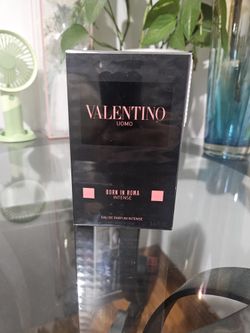 VALENTINO
UOMO
BORN IN ROMA
INTENSE
EAU DE PARFUM INTENSE